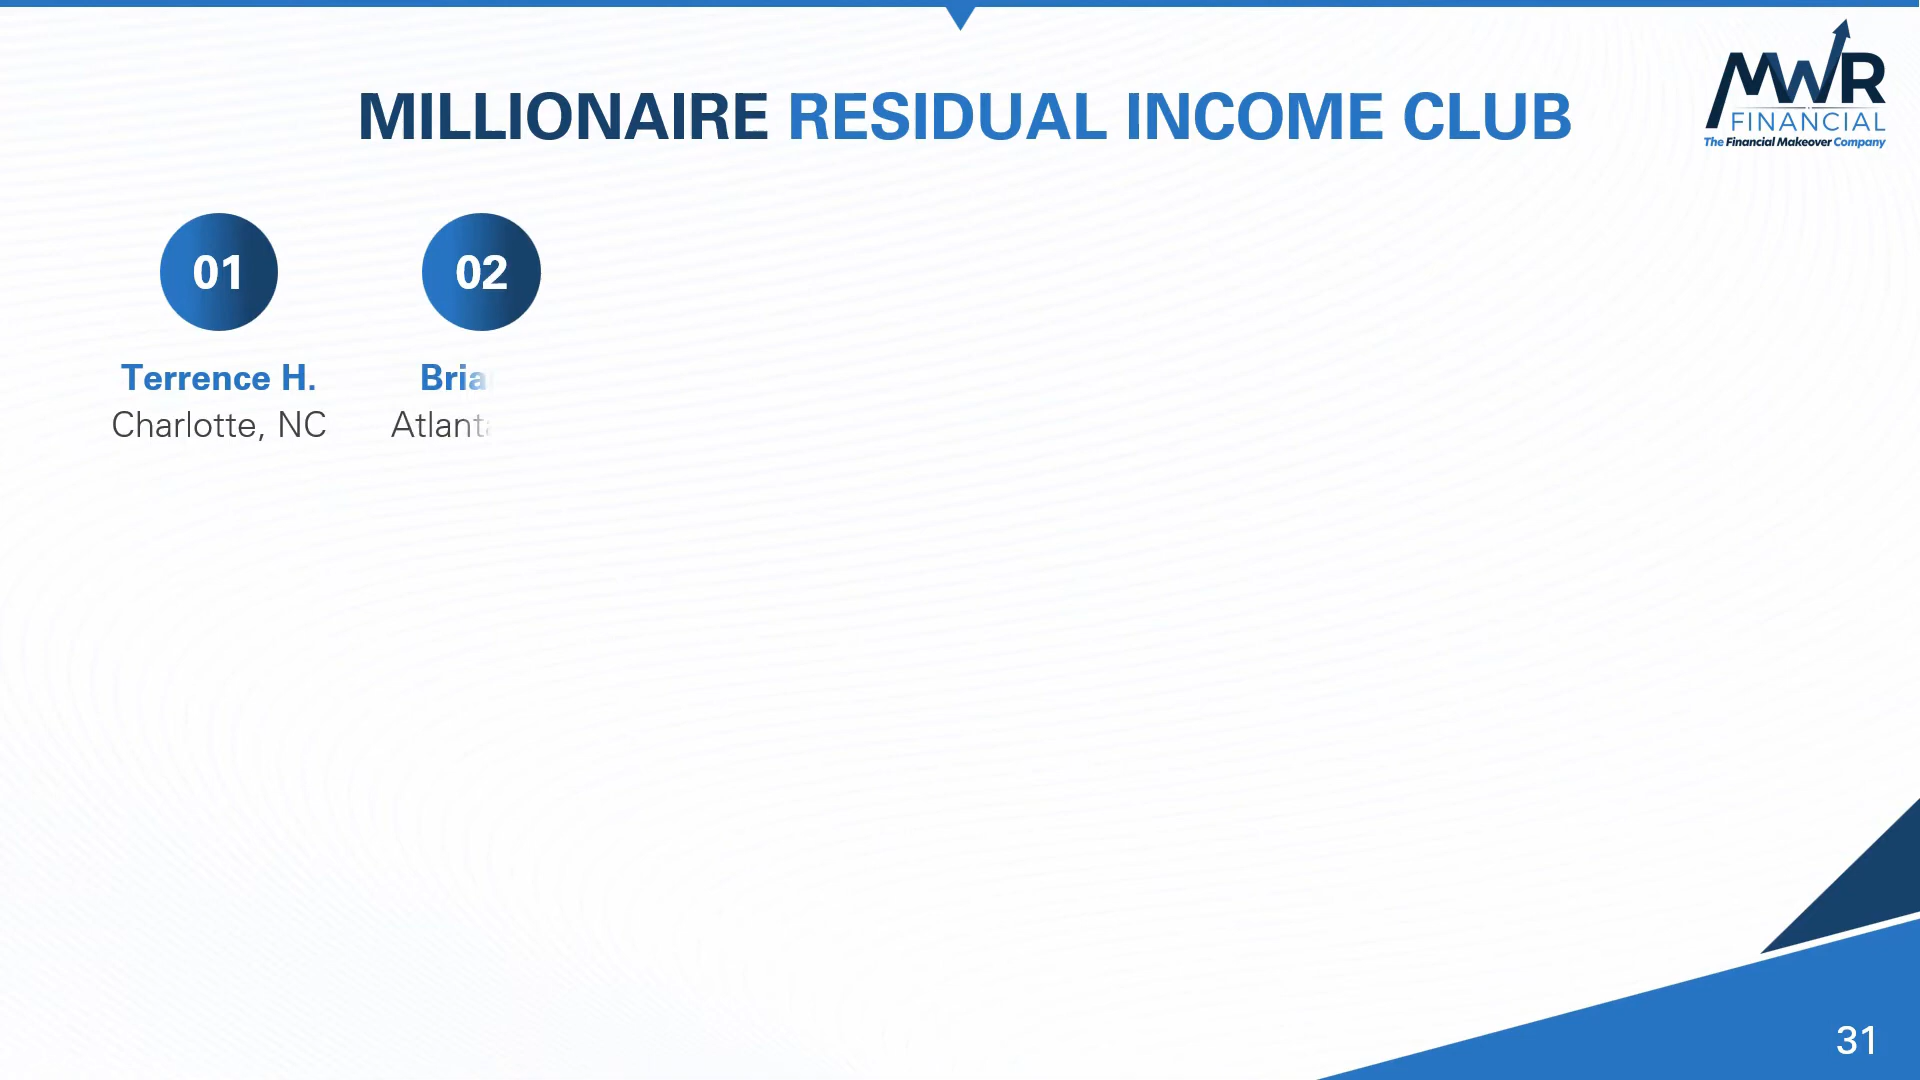 MILLIONAIRE RESIDUAL INCOME CLUB
MWR
FINANCIAL
The Financial Makeover Company
01
Terrence H.
Charlotte, NC
02
31